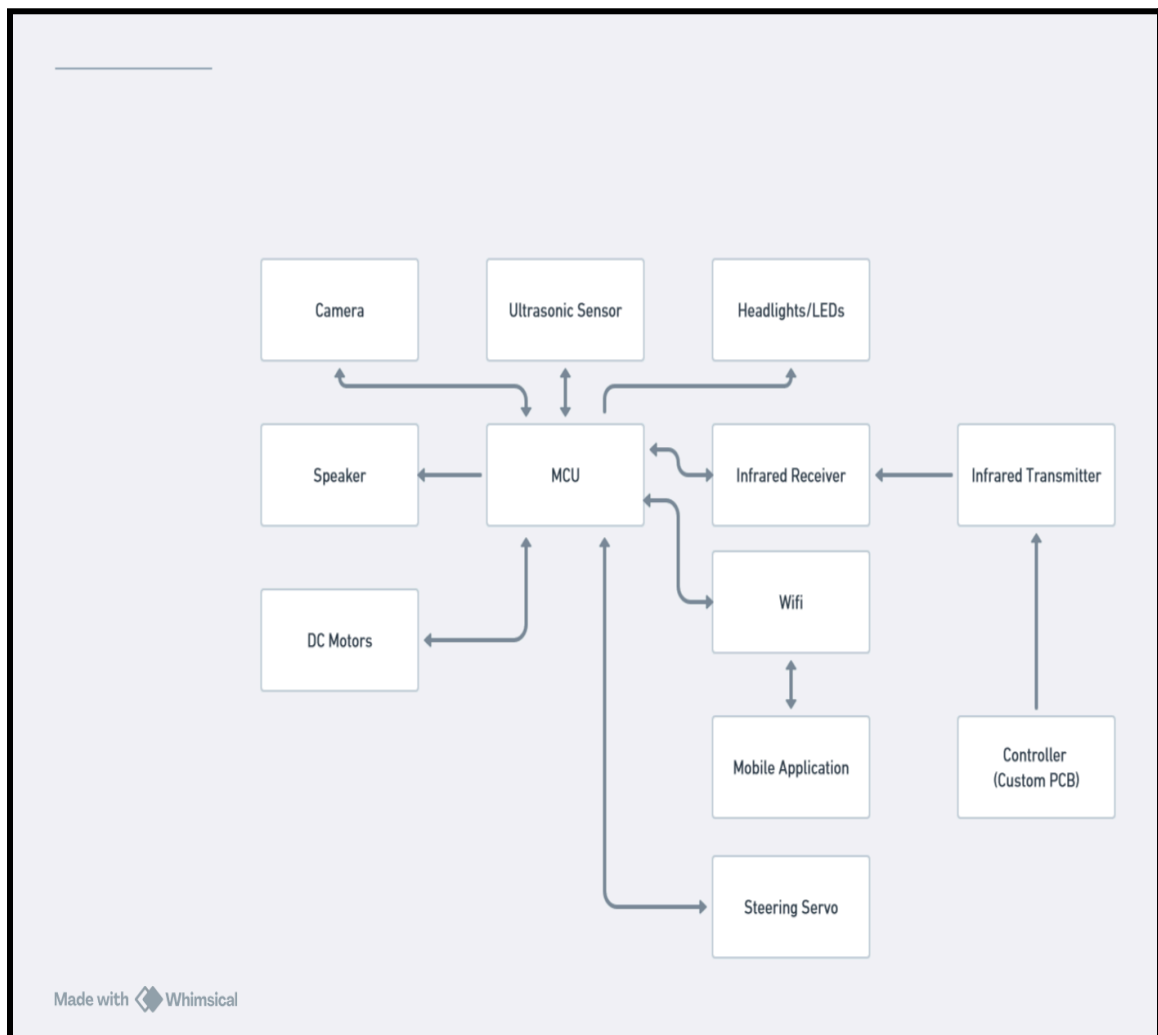 Camera
Ultrasonic Sensor
Headlights/LEDs
Speaker
MCU
Infrared Receiver
Infrared Transmitter
Wifi
DC Motors
Mobile Application
Controller
(Custom PCB)
Steering Servo
Made with Whimsical